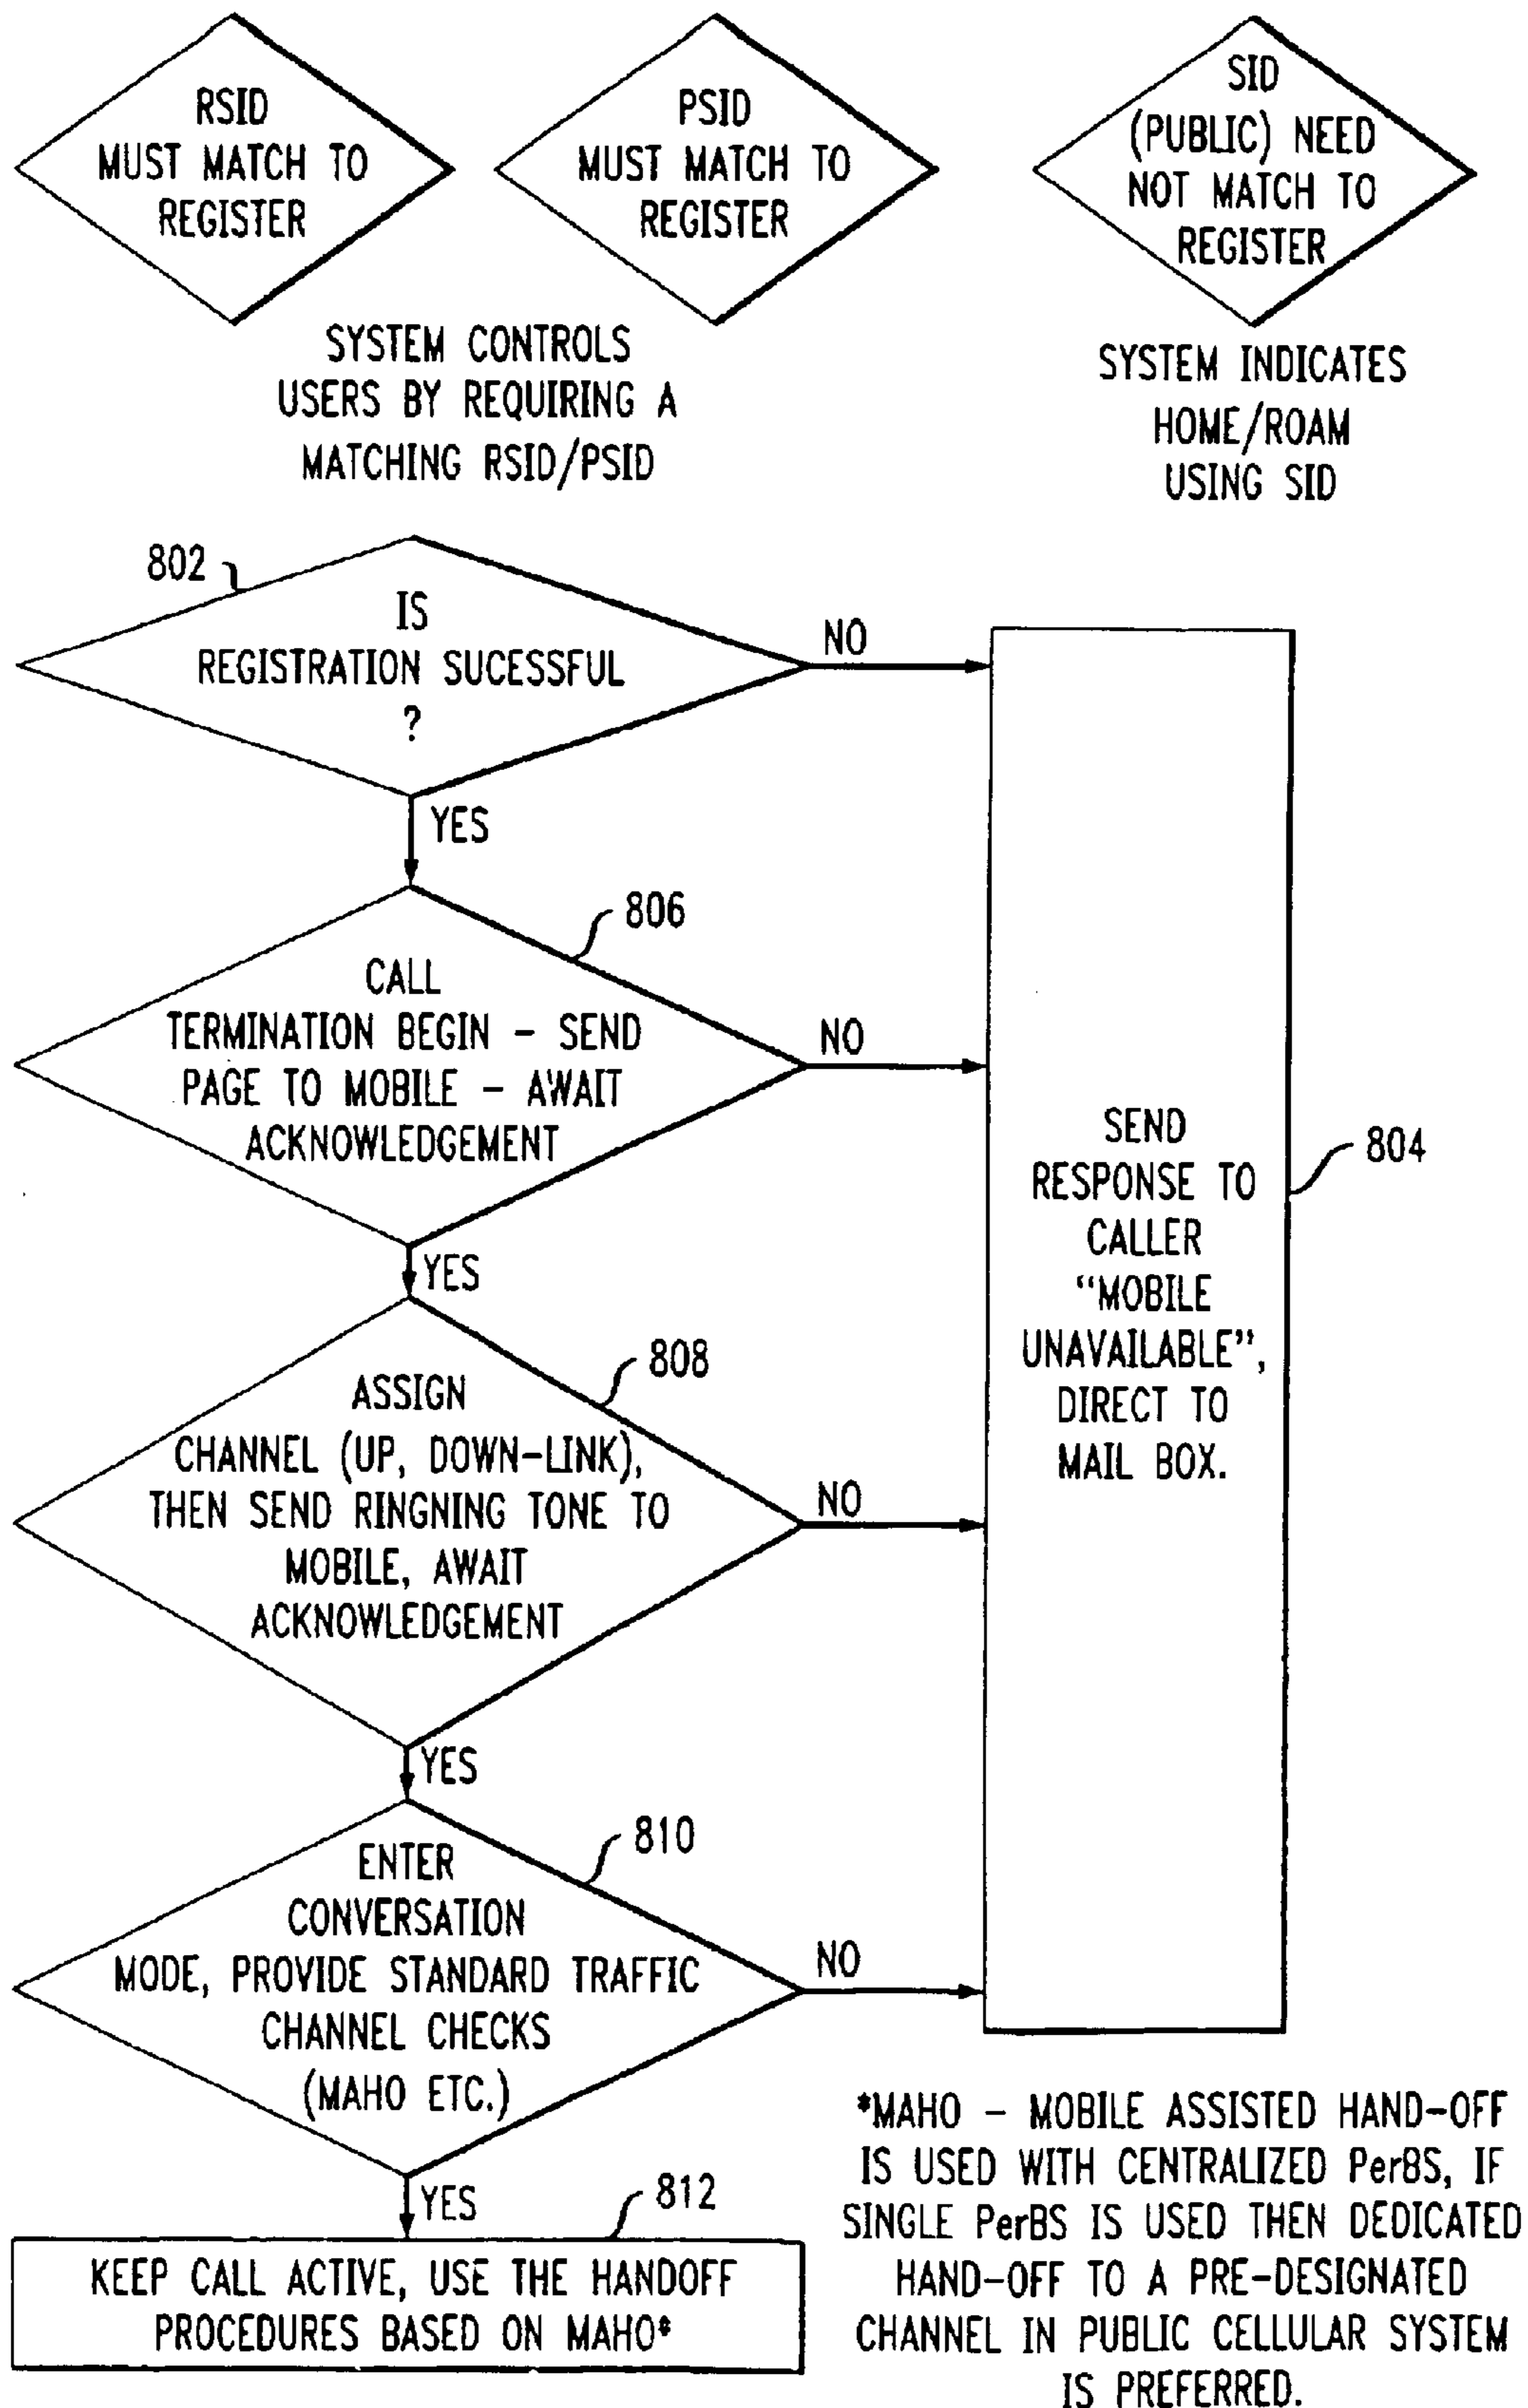 RSID
MUST MATCH TO
REGISTER
PSID
MUST MATCH TO
REGISTER
SID
(PUBLIC) NEED
NOT MATCH TO
REGISTER
SYSTEM CONTROLS
USERS BY REQUIRING A
MATCHING RSID/PSID
SYSTEM INDICATES
HOME/ROAM
USING SID
802
IS
REGISTRATION SUCESSFUL
?
NO
YES
806
CALL
TERMINATION BEGIN - SEND
PAGE TO MOBILE - AWAIT
ACKNOWLEDGEMENT
NO
YES
808
ASSIGN
CHANNEL (UP, DOWN-LINK),
THEN SEND RINGNING TONE TO
MOBILE, AWAIT
ACKNOWLEDGEMENT
NO
YES
810
ENTER
CONVERSATION
MODE, PROVIDE STANDARD TRAFFIC
CHANNEL CHECKS
(MAHO ETC.)
NO
YES
812
KEEP CALL ACTIVE, USE THE HANDOFF
PROCEDURES BASED ON MAHO*
SEND
RESPONSE TO
CALLER
“MOBILE
UNAVAILABLE”,
DIRECT TO
MAIL BOX.
804
*MAHO - MOBILE ASSISTED HAND-OFF
IS USED WITH CENTRALIZED PerBS, IF
SINGLE PerBS IS USED THEN DEDICATED
HAND-OFF TO A PRE-DESIGNATED
CHANNEL IN PUBLIC CELLULAR SYSTEM
IS PREFERRED.